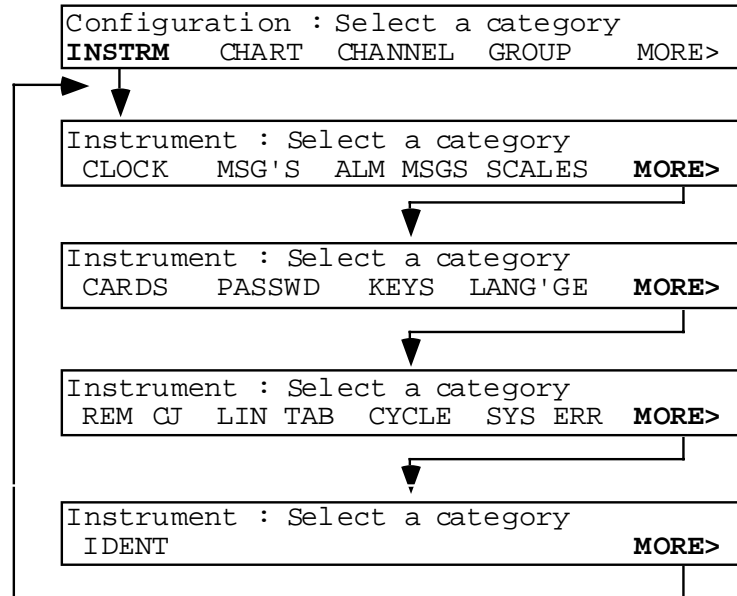 Configuration : Select a category
INSTRM CHART CHANNEL GROUP MORE>
Instrument : Select a category
CLOCK MSG'S ALM MSGS SCALES MORE>
Instrument : Select a category
CARDS PASSWD KEYS LANG'GE MORE>
Instrument : Select a category
REM CJ LIN TAB CYCLE SYS ERR MORE>
Instrument : Select a category
IDENT MORE>